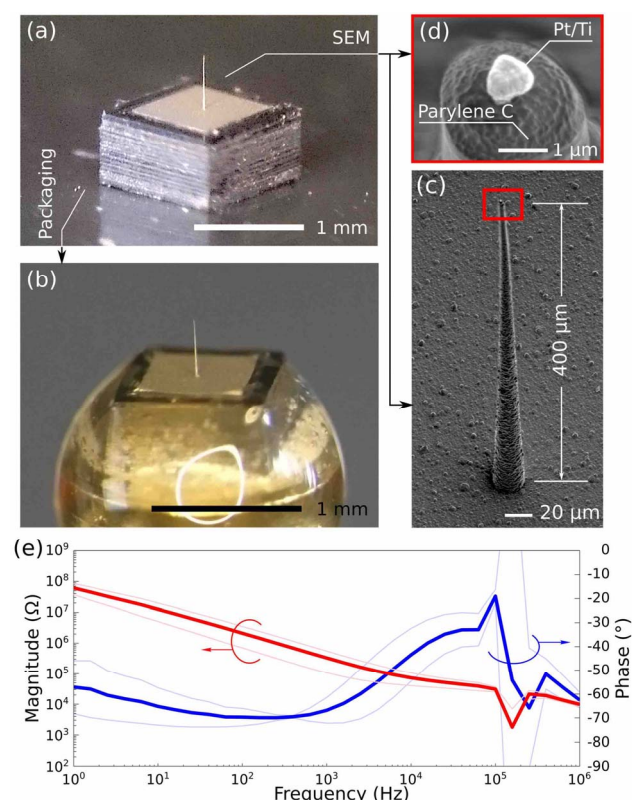 (a)
SEM
1 mm
Packaging
(b)
1 mm
(d)
Pt/Ti
Parylene C
1 µm
(c)
400 µm
20 µm
(e)
10⁹
10⁸
10⁷
10⁶
10⁵
10⁴
10³
10²
Magnitude (Ω)
0
-10
-20
-30
-40
-50
-60
-70
-80
-90
Phase (°)
10⁰ 10¹ 10² 10³ 10⁴ 10⁵ 10⁶
Frequency (Hz)